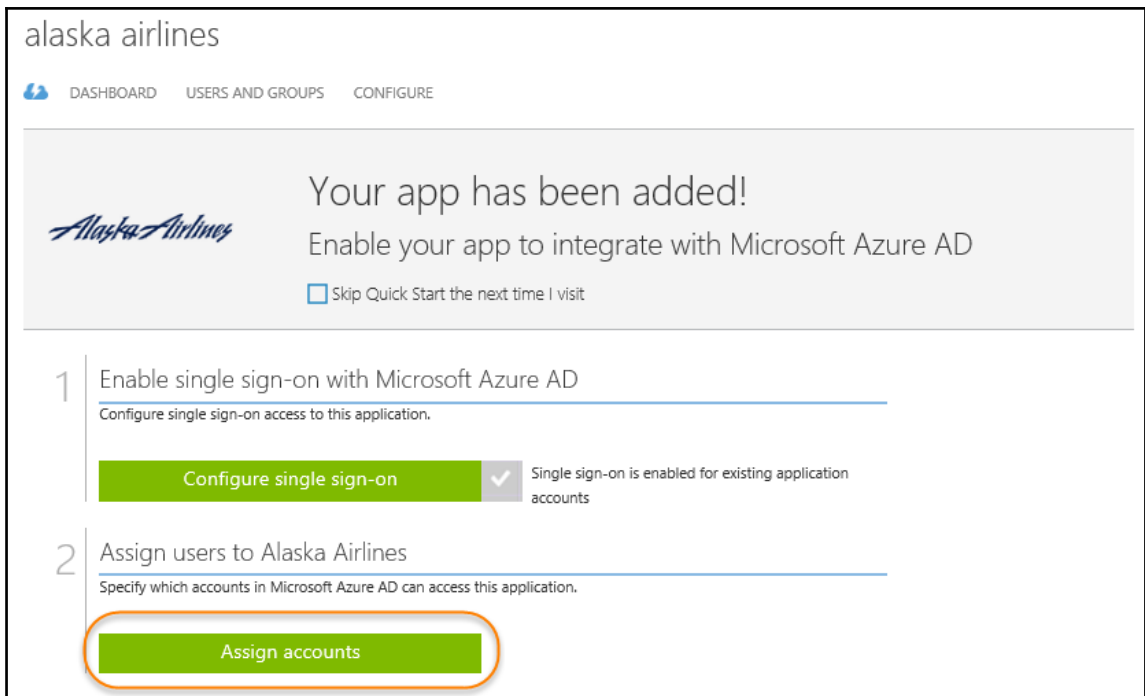 alaska airlines
DASHBOARD USERS AND GROUPS CONFIGURE
Your app has been added!
Alaska Airlines
Enable your app to integrate with Microsoft Azure AD
Skip Quick Start the next time I visit
1 Enable single sign-on with Microsoft Azure AD
Configure single sign-on access to this application.
Configure single sign-on Single sign-on is enabled for existing application
accounts
2 Assign users to Alaska Airlines
Specify which accounts in Microsoft Azure AD can access this application.
Assign accounts